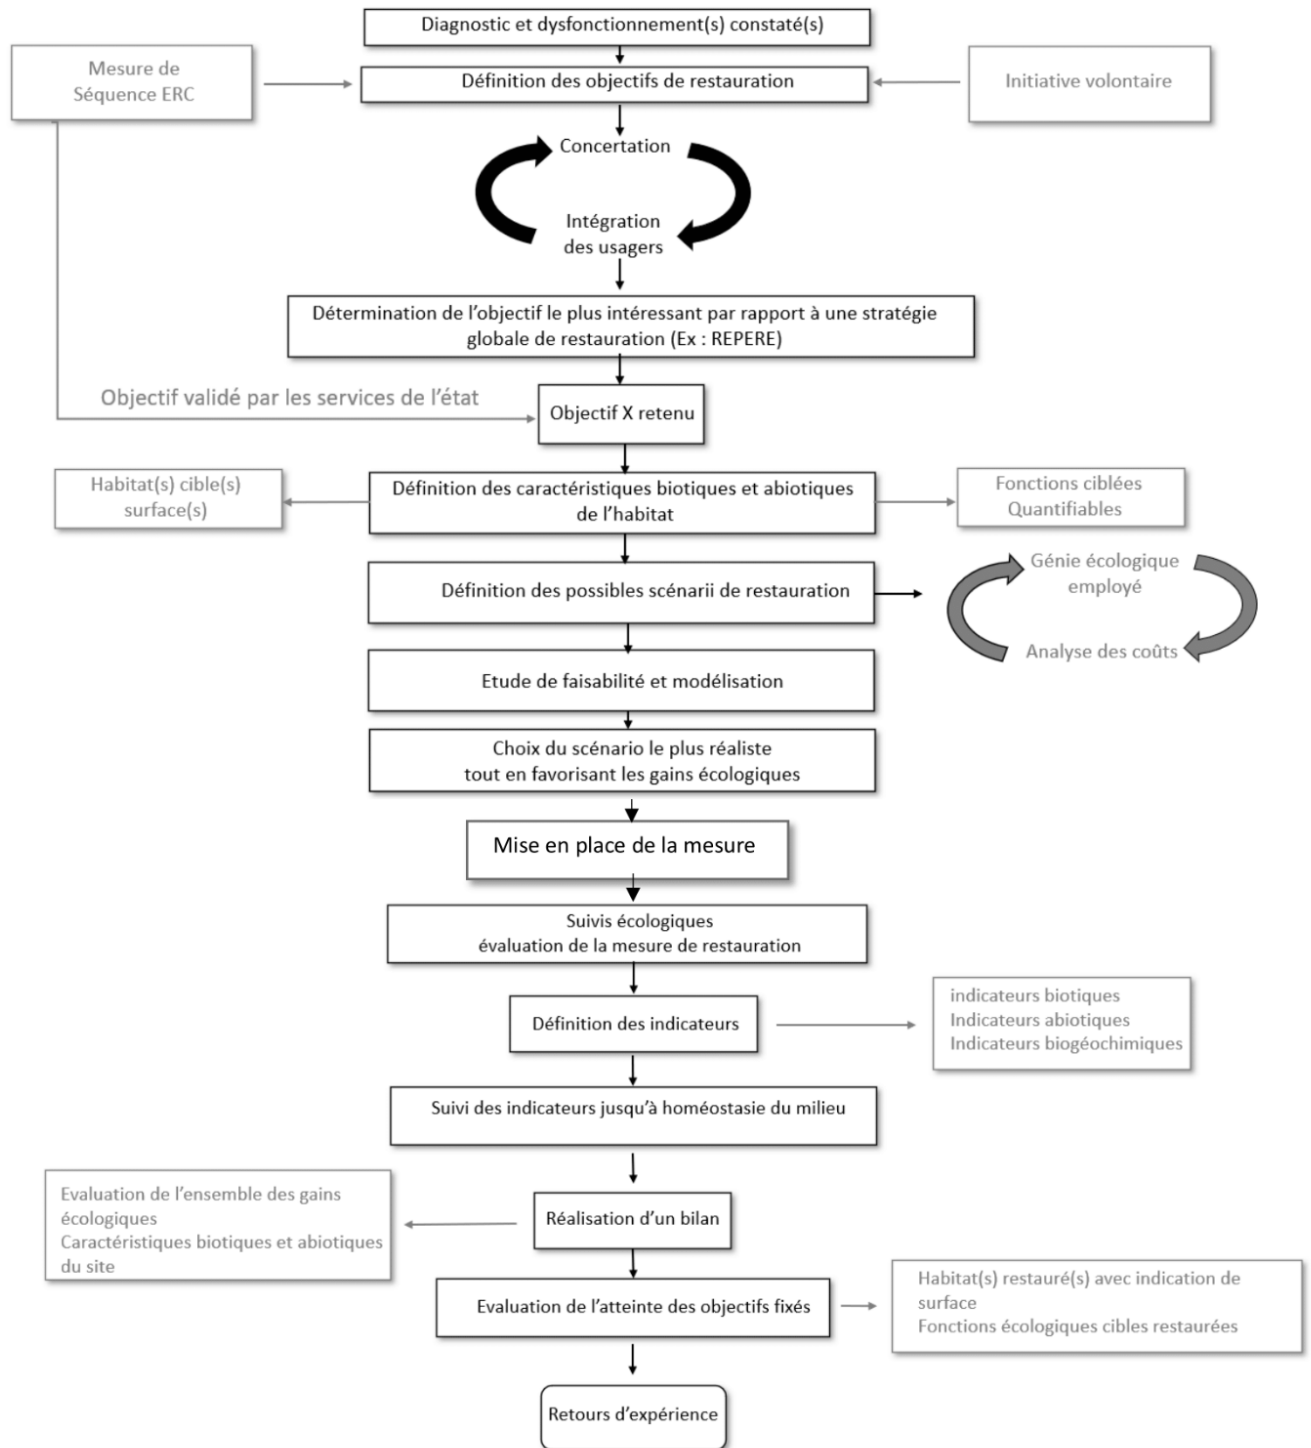 Diagnostic et dysfonctionnement(s) constaté(s)
Mesure de
Séquence ERC
Définition des objectifs de restauration
Initiative volontaire
Concertation
Intégration
des usagers
Détermination de l'objectif le plus intéressant par rapport à une stratégie
globale de restauration (Ex : REPERE)
Objectif validé par les services de l'état
Objectif X retenu
Habitat(s) cible(s)
surface(s)
Définition des caractéristiques biotiques et abiotiques
de l'habitat
Fonctions ciblées
Quantifiables
Définition des possibles scénarii de restauration
Génie écologique
employé
Analyse des coûts
Etude de faisabilité et modélisation
Choix du scénario le plus réaliste
tout en favorisant les gains écologiques
Mise en place de la mesure
Suivis écologiques
évaluation de la mesure de restauration
Définition des indicateurs
indicateurs biotiques
Indicateurs abiotiques
Indicateurs biogéochimiques
Suivi des indicateurs jusqu'à homéostasie du milieu
Evaluation de l'ensemble des gains
écologiques
Caractéristiques biotiques et abiotiques
du site
Réalisation d'un bilan
Evaluation de l'atteinte des objectifs fixés
Habitat(s) restauré(s) avec indication de
surface
Fonctions écologiques cibles restaurées
Retours d'expérience